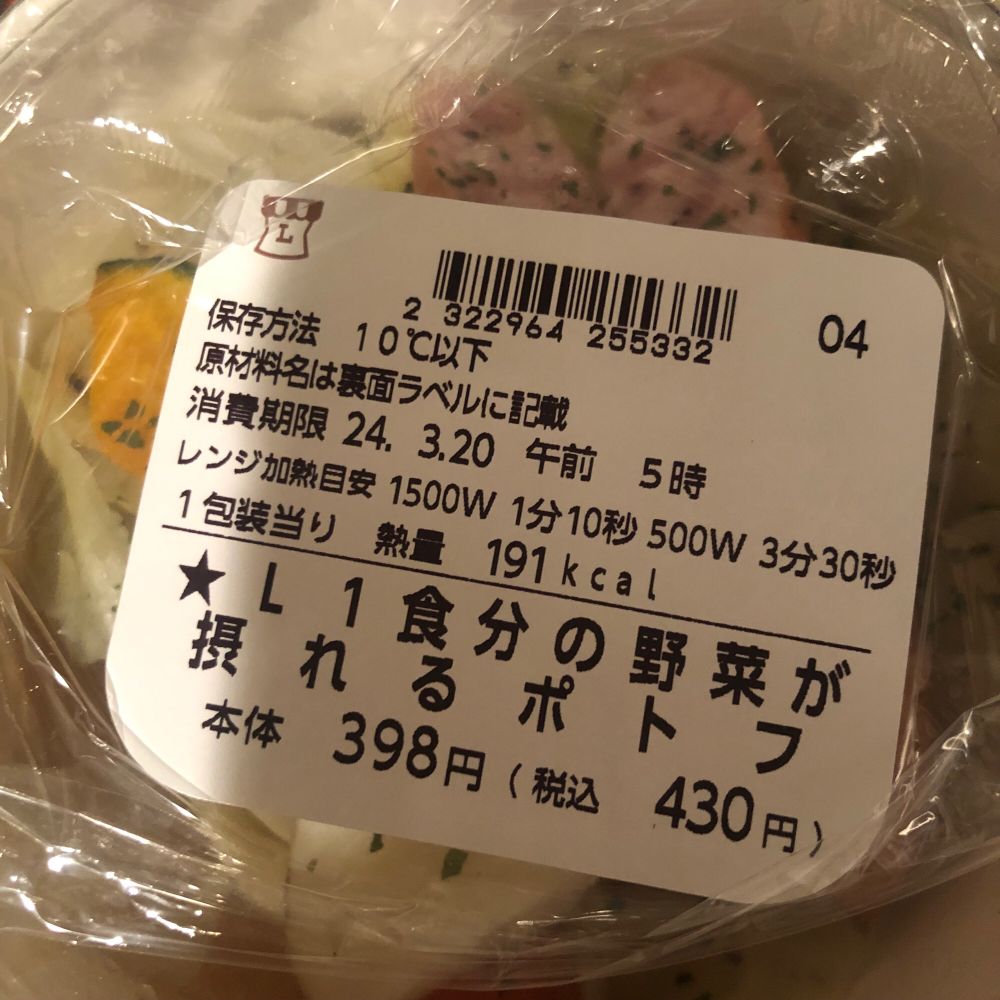 L
2 322964 255332
04
保存方法 10℃以下
原材料名は裏面ラベルに記載
消費期限 24. 3.20 午前 5時
レンジ加熱目安 1500W 1分10秒 500W 3分30秒
1包装当り 熱量 191kcal
★L1食分の野菜が
摂れるポトフ
本体 398円(税込 430円)